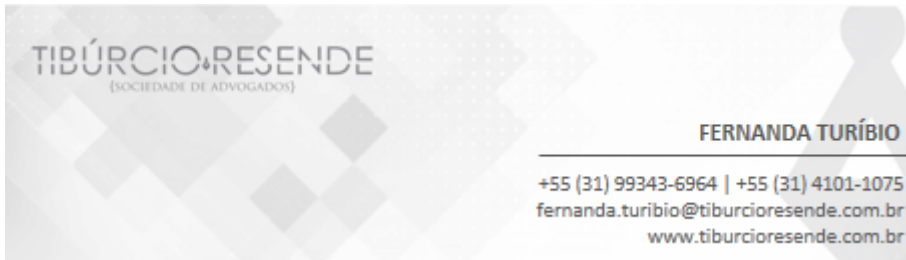 TIBÚRCIO RESENDE
{SOCIEDADE DE ADVOGADOS}
FERNANDA TURÍBIO
+55 (31) 99343-6964 | +55 (31) 4101-1075
fernanda.turibio@tiburcioresende.com.br
www.tiburcioresende.com.br